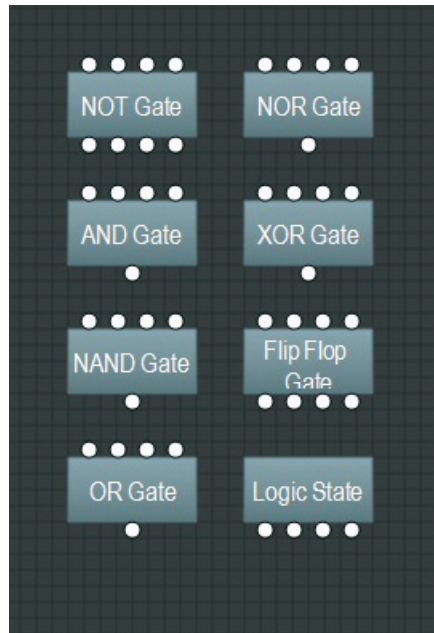 NOT Gate
NOR Gate
AND Gate
XOR Gate
NAND Gate
Flip Flop
Gate
OR Gate
Logic State